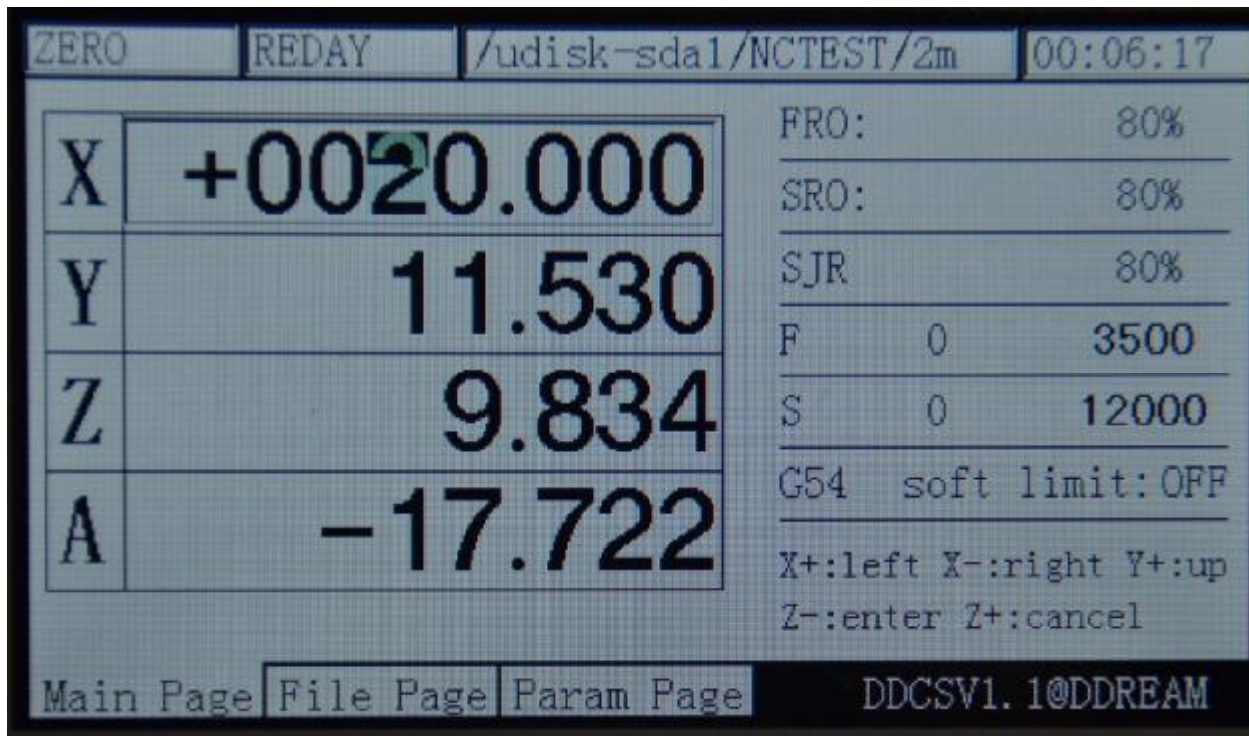 ZERO REDAY /udisk-sda1/NCTEST/2m 00:06:17
X +0020.000
Y 11.530
Z 9.834
A -17.722
FRO: 80%
SRO: 80%
SJR 80%
F 0 3500
S 0 12000
G54 soft limit:OFF
X+:left X-:right Y+:up
Z-:enter Z+:cancel
Main Page File Page Param Page DDCSV1.1@DDREAM